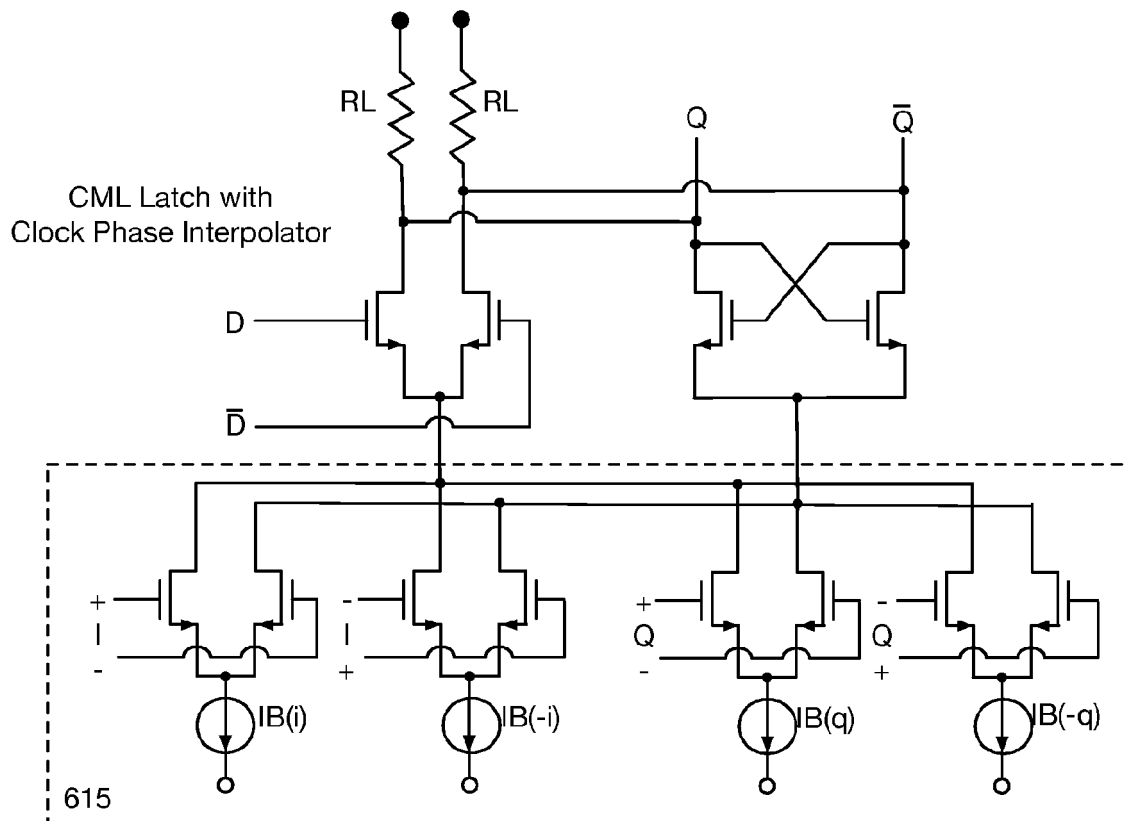 RL
RL
Q
Q̅
CML Latch with
Clock Phase Interpolator
D
D̅
+
I
-
-
I
+
+
Q
-
-
Q
+
IB(i)
IB(-i)
IB(q)
IB(-q)
615